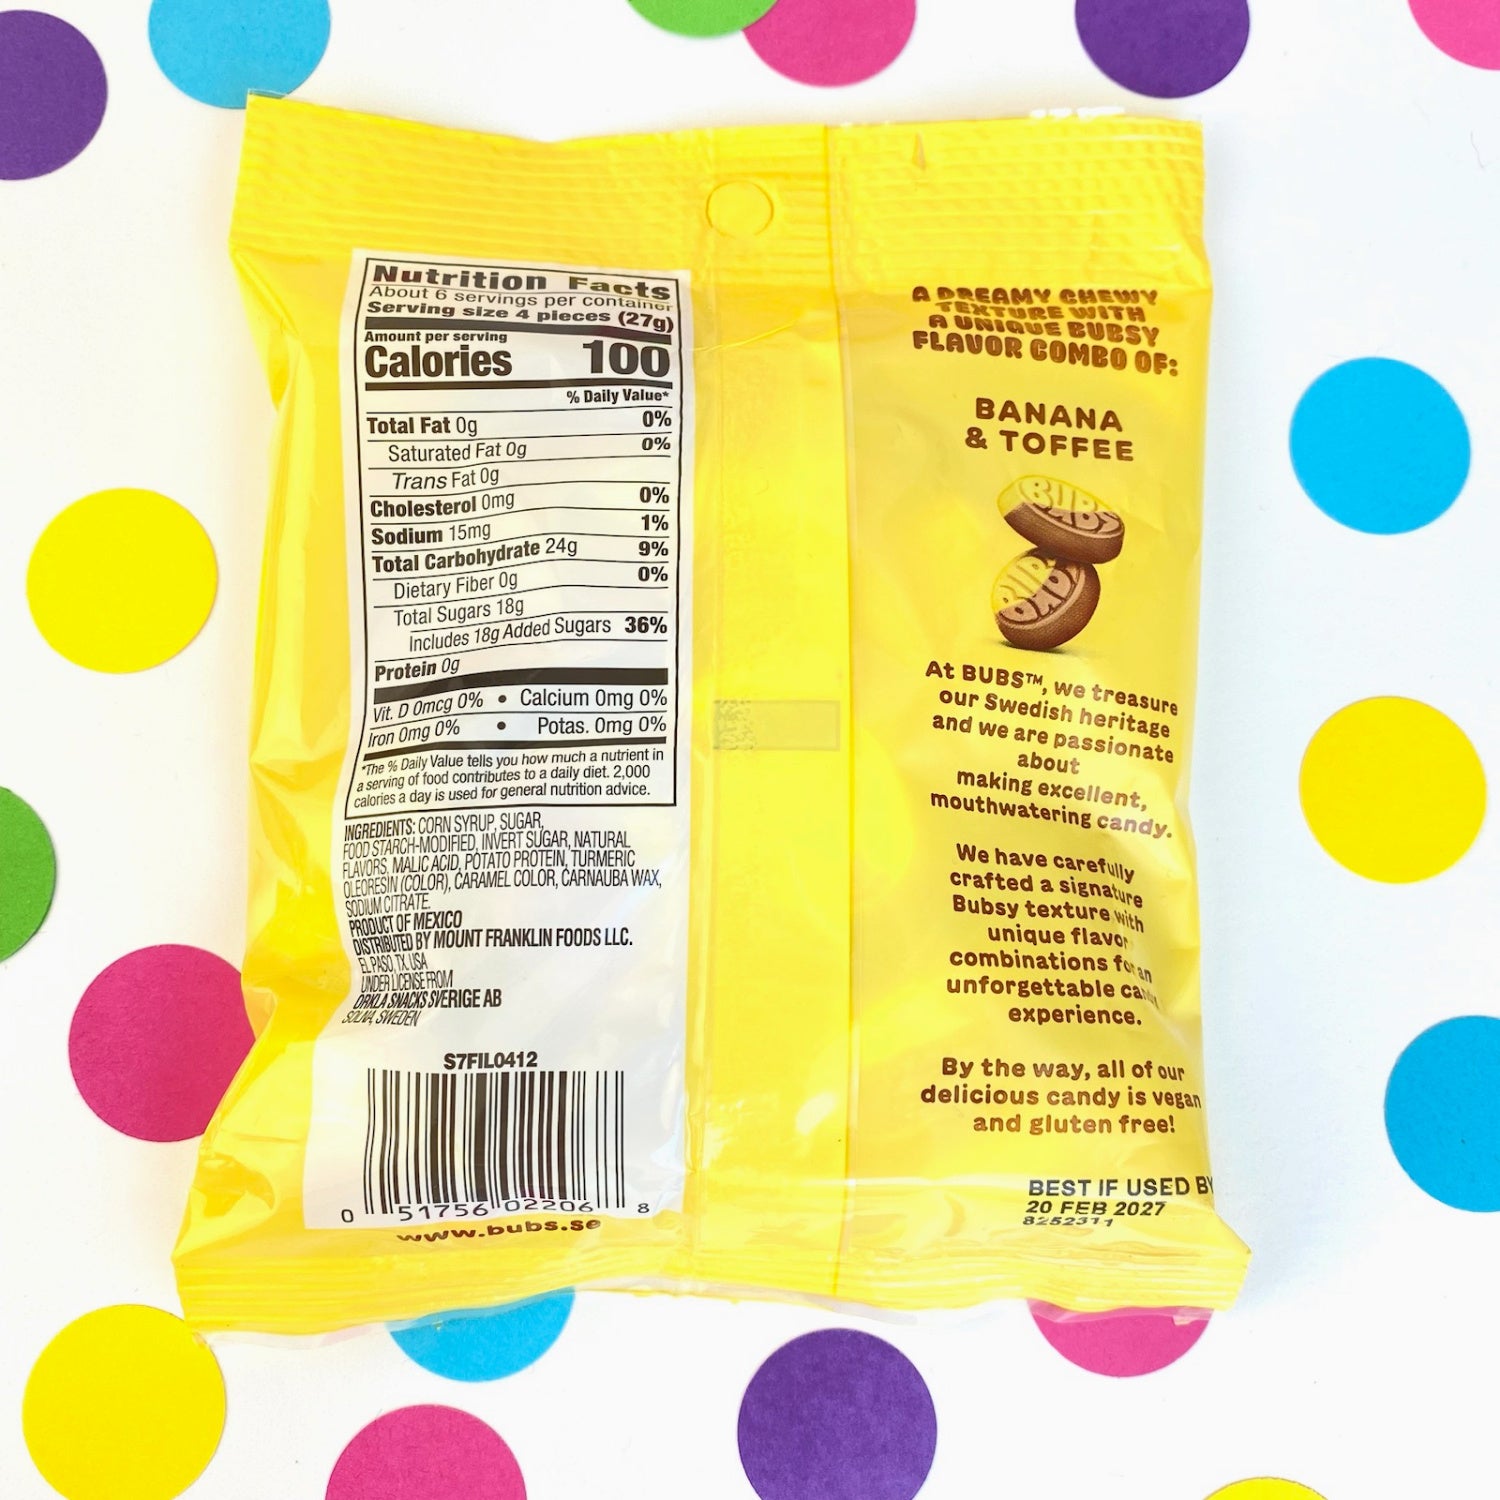 Nutrition Facts
About 6 servings per container
Serving size 4 pieces (27g)
Amount per serving
Calories 100
% Daily Value*
Total Fat 0g 0%
Saturated Fat 0g 0%
Trans Fat 0g
Cholesterol 0mg 0%
Sodium 15mg 1%
Total Carbohydrate 24g 9%
Dietary Fiber 0g 0%
Total Sugars 18g
Includes 18g Added Sugars 36%
Protein 0g
Vit. D 0mcg 0% • Calcium 0mg 0%
Iron 0mg 0% • Potas. 0mg 0%
*The % Daily Value tells you how much a nutrient in
a serving of food contributes to a daily diet. 2,000
calories a day is used for general nutrition advice.
INGREDIENTS: CORN SYRUP, SUGAR,
FOOD STARCH-MODIFIED, INVERT SUGAR, NATURAL
FLAVORS, MALIC ACID, POTATO PROTEIN, TURMERIC
OLEORESIN (COLOR), CARAMEL COLOR, CARNAUBA WAX,
SODIUM CITRATE.
PRODUCT OF MEXICO
DISTRIBUTED BY MOUNT FRANKLIN FOODS LLC.
EL PASO, TX, USA
UNDER LICENSE FROM
ORKLA SNACKS SVERIGE AB
SOLNA, SWEDEN
S7FIL0412
0 51756 02206 8
www.bubs.se
A DREAMY CHEWY
TEXTURE WITH
A UNIQUE BUBSY
FLAVOR COMBO OF:
BANANA
& TOFFEE
BUBS
BUBS
At BUBS™, we treasure
our Swedish heritage
and we are passionate
about
making excellent,
mouthwatering candy.
We have carefully
crafted a signature
Bubsy texture with
unique flavor
combinations for an
unforgettable candy
experience.
By the way, all of our
delicious candy is vegan
and gluten free!
BEST IF USED BY
20 FEB 2027
8252311